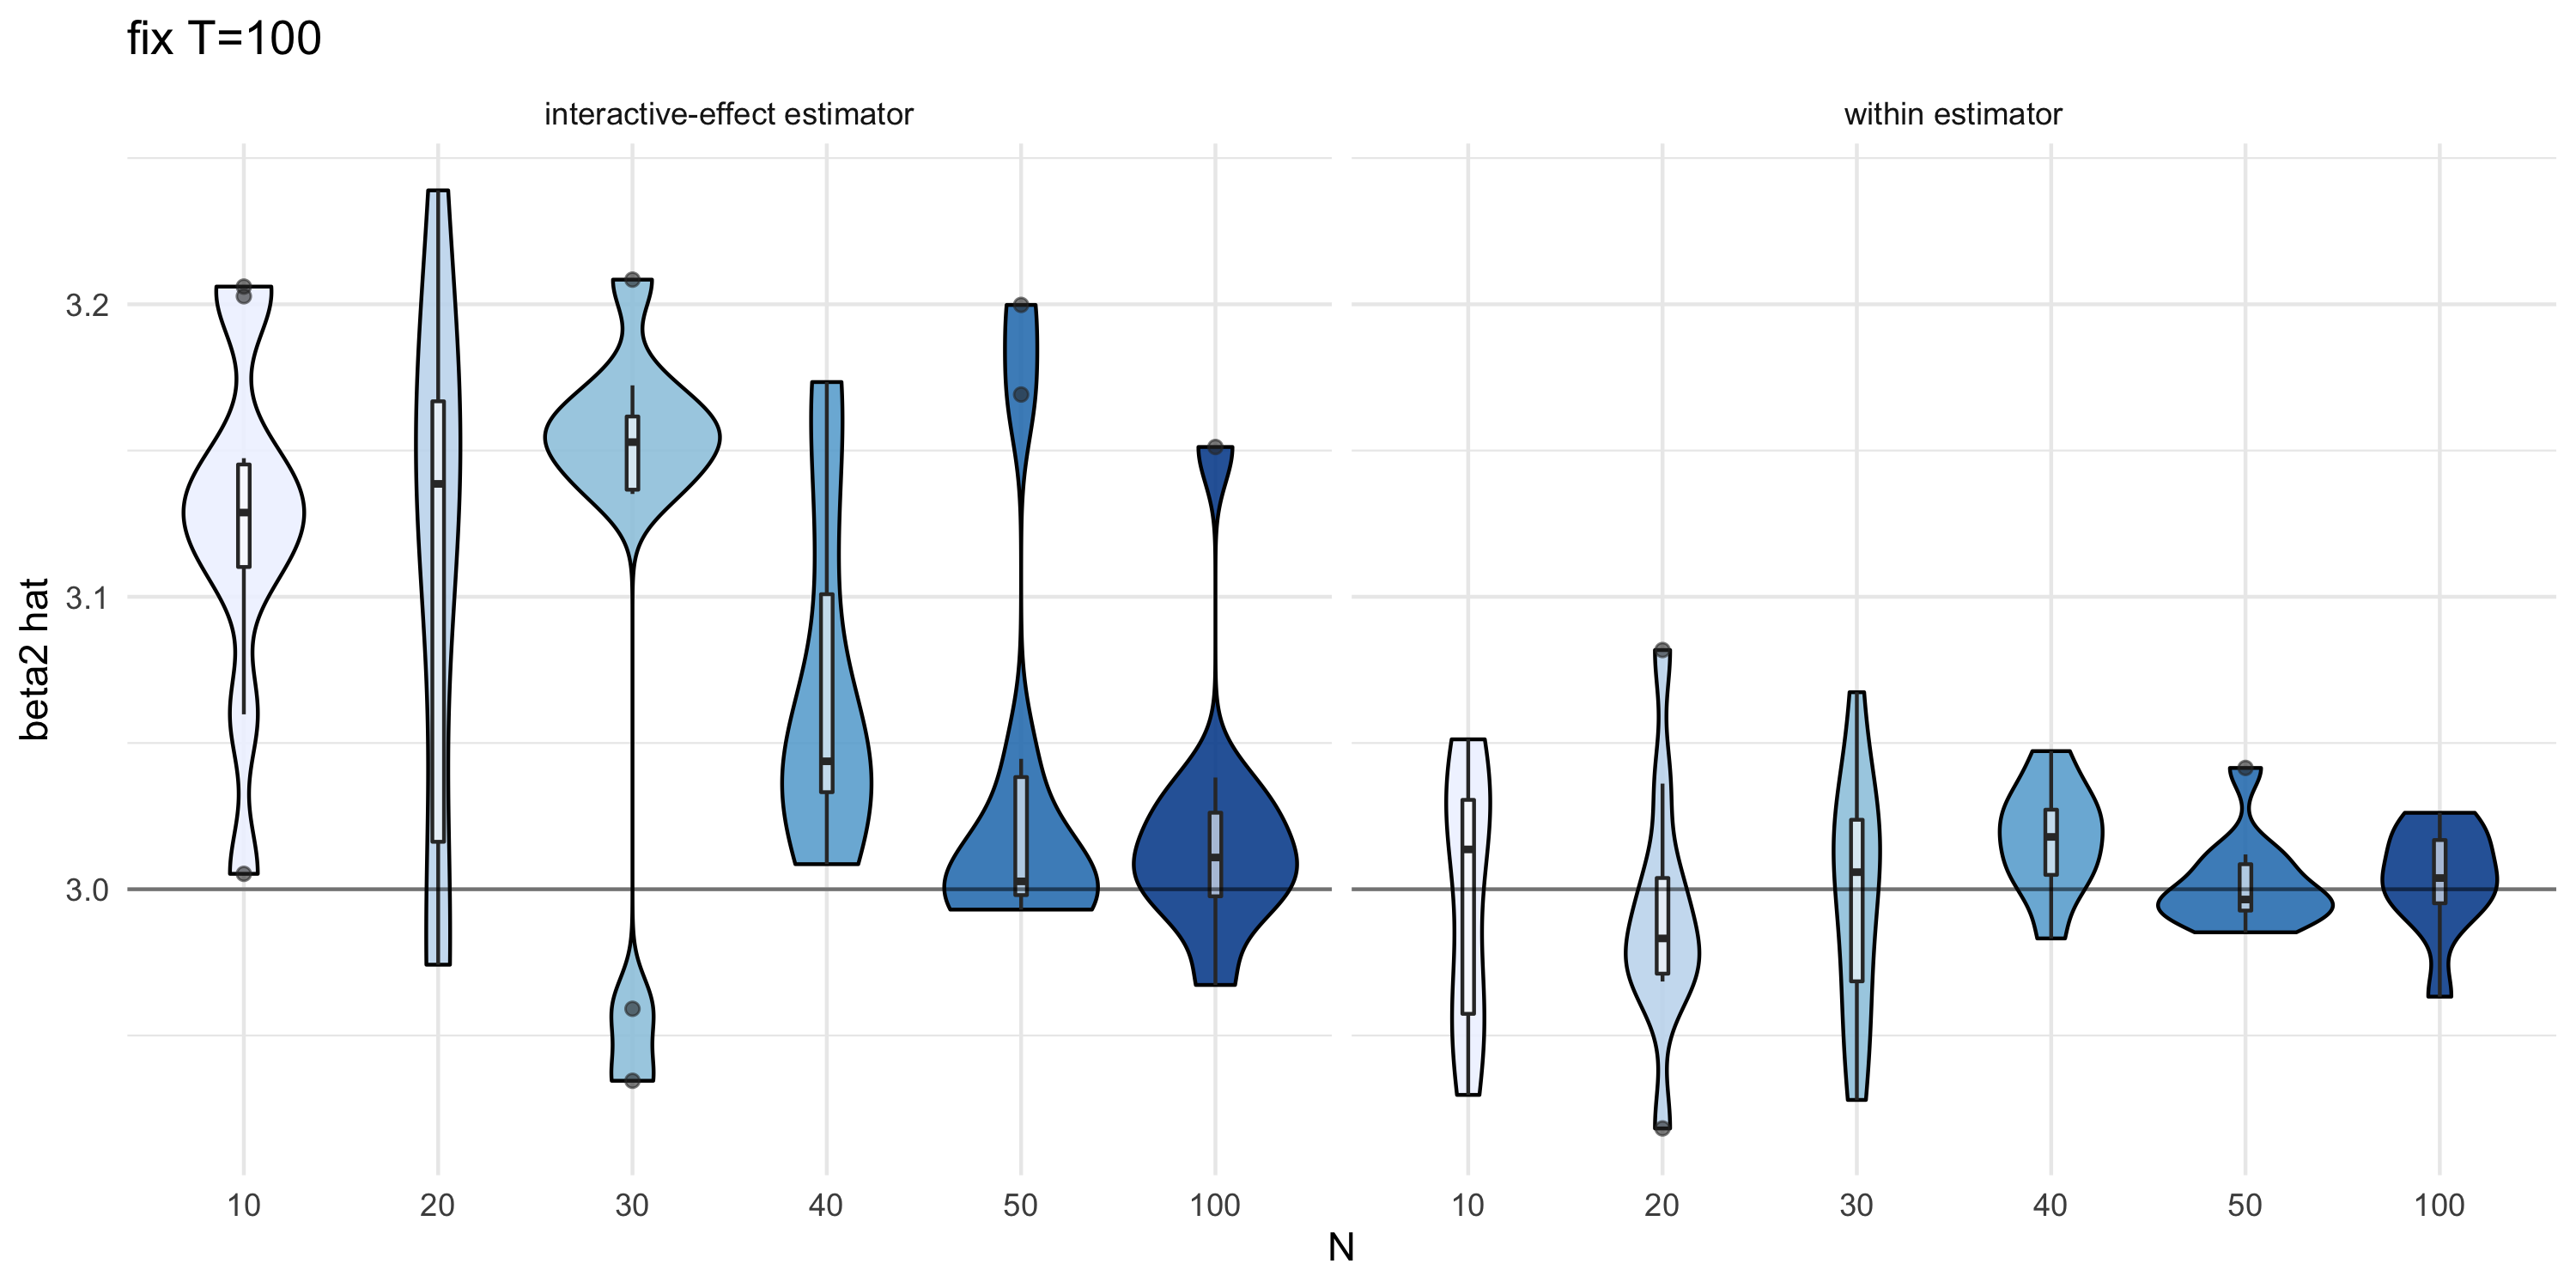 fix T=100
interactive-effect estimator within estimator
3.2
3.1
3.0
beta2 hat
10 20 30 40 50 100 10 20 30 40 50 100
N